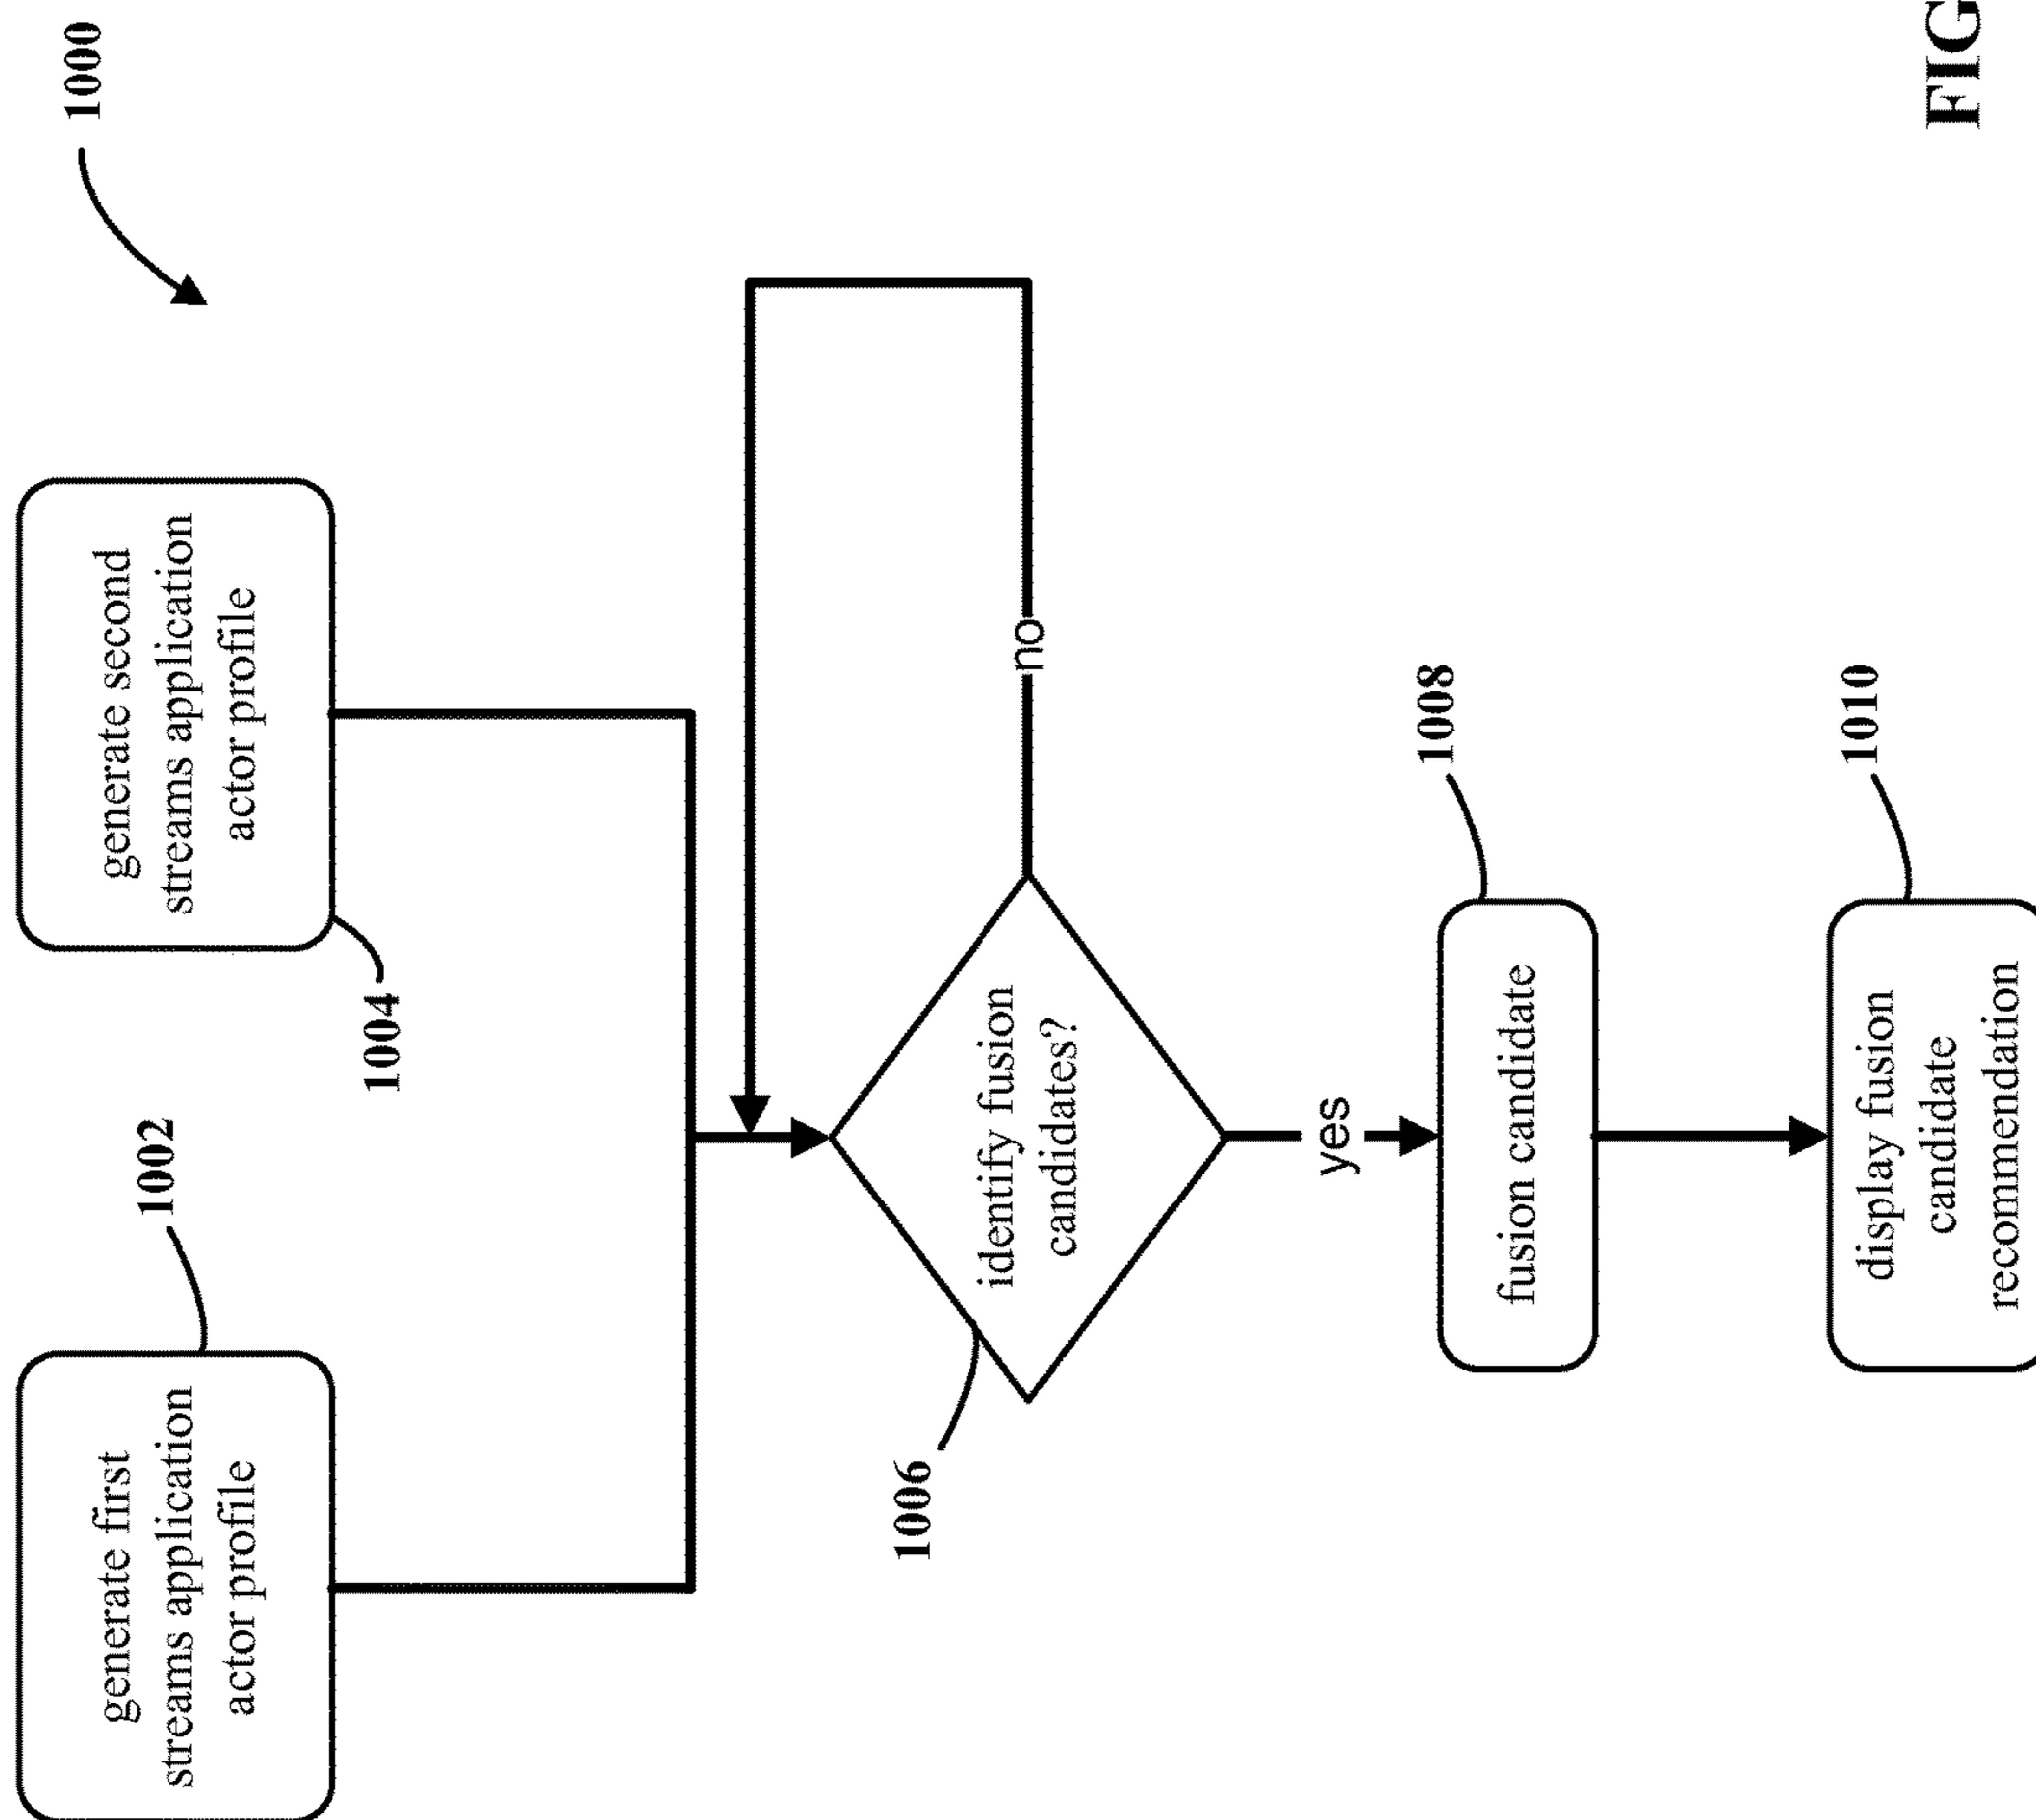 1000
generate first
streams application
actor profile
1002
generate second
streams application
actor profile
1004
identify fusion
candidates?
1006
no
yes
fusion candidate
1008
display fusion
candidate
recommendation
1010
FIG